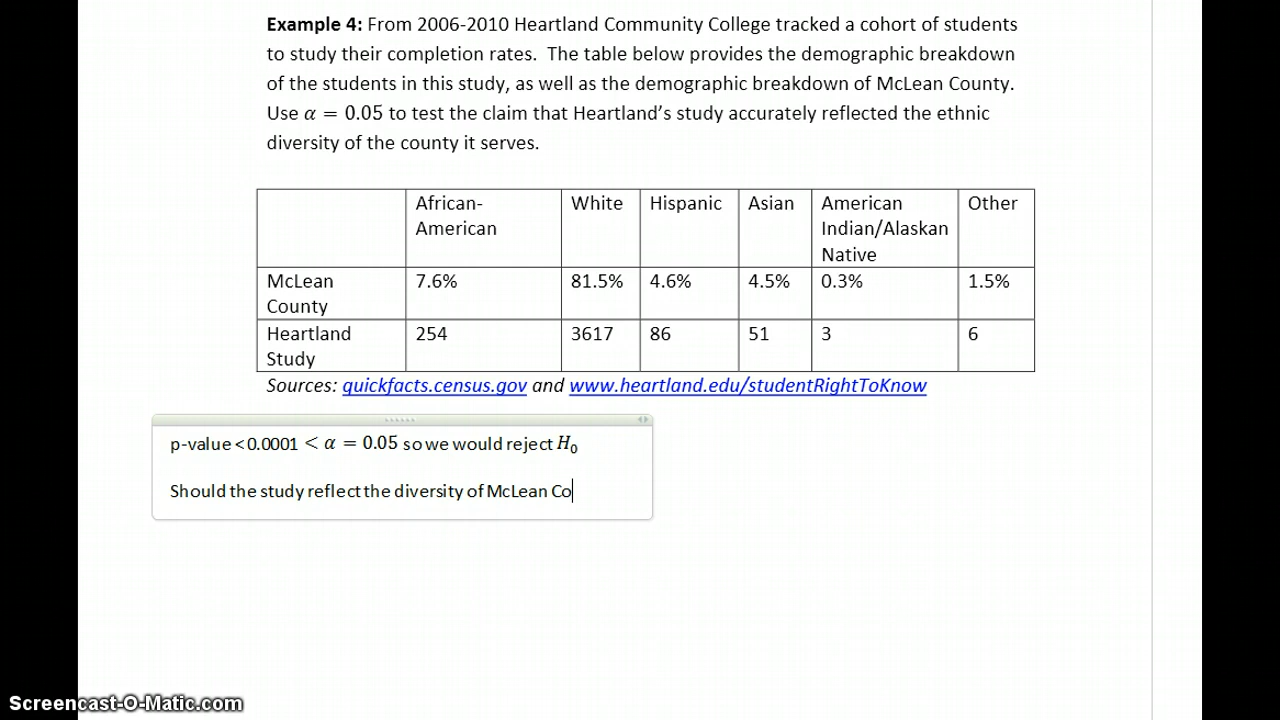 Example 4: From 2006-2010 Heartland Community College tracked a cohort of students
to study their completion rates. The table below provides the demographic breakdown
of the students in this study, as well as the demographic breakdown of McLean County.
Use α = 0.05 to test the claim that Heartland's study accurately reflected the ethnic
diversity of the county it serves.
African-American White Hispanic Asian American Indian/Alaskan Native Other
McLean County 7.6% 81.5% 4.6% 4.5% 0.3% 1.5%
Heartland Study 254 3617 86 51 3 6
Sources: quickfacts.census.gov and www.heartland.edu/studentRightToKnow
p-value <0.0001 < α = 0.05 so we would reject H₀
Should the study reflect the diversity of McLean Co
Screencast-O-Matic.com